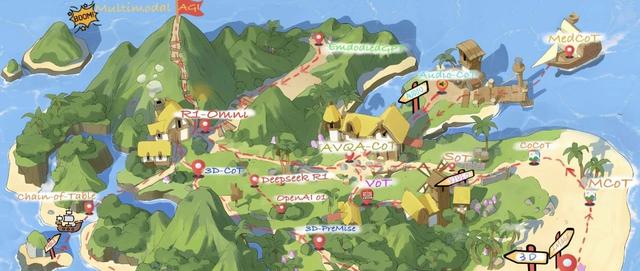 BOOM!!
Multimodal AGI
EmdodiedGPT
MedCoT
Audio-CoT
R1-Omni
AVQA-CoT
SoT
CoCoT
3D-CoT
Deepseek R1
VoT
MCoT
Chain-of Table
OpenAI o1
3D-PreMise
3D